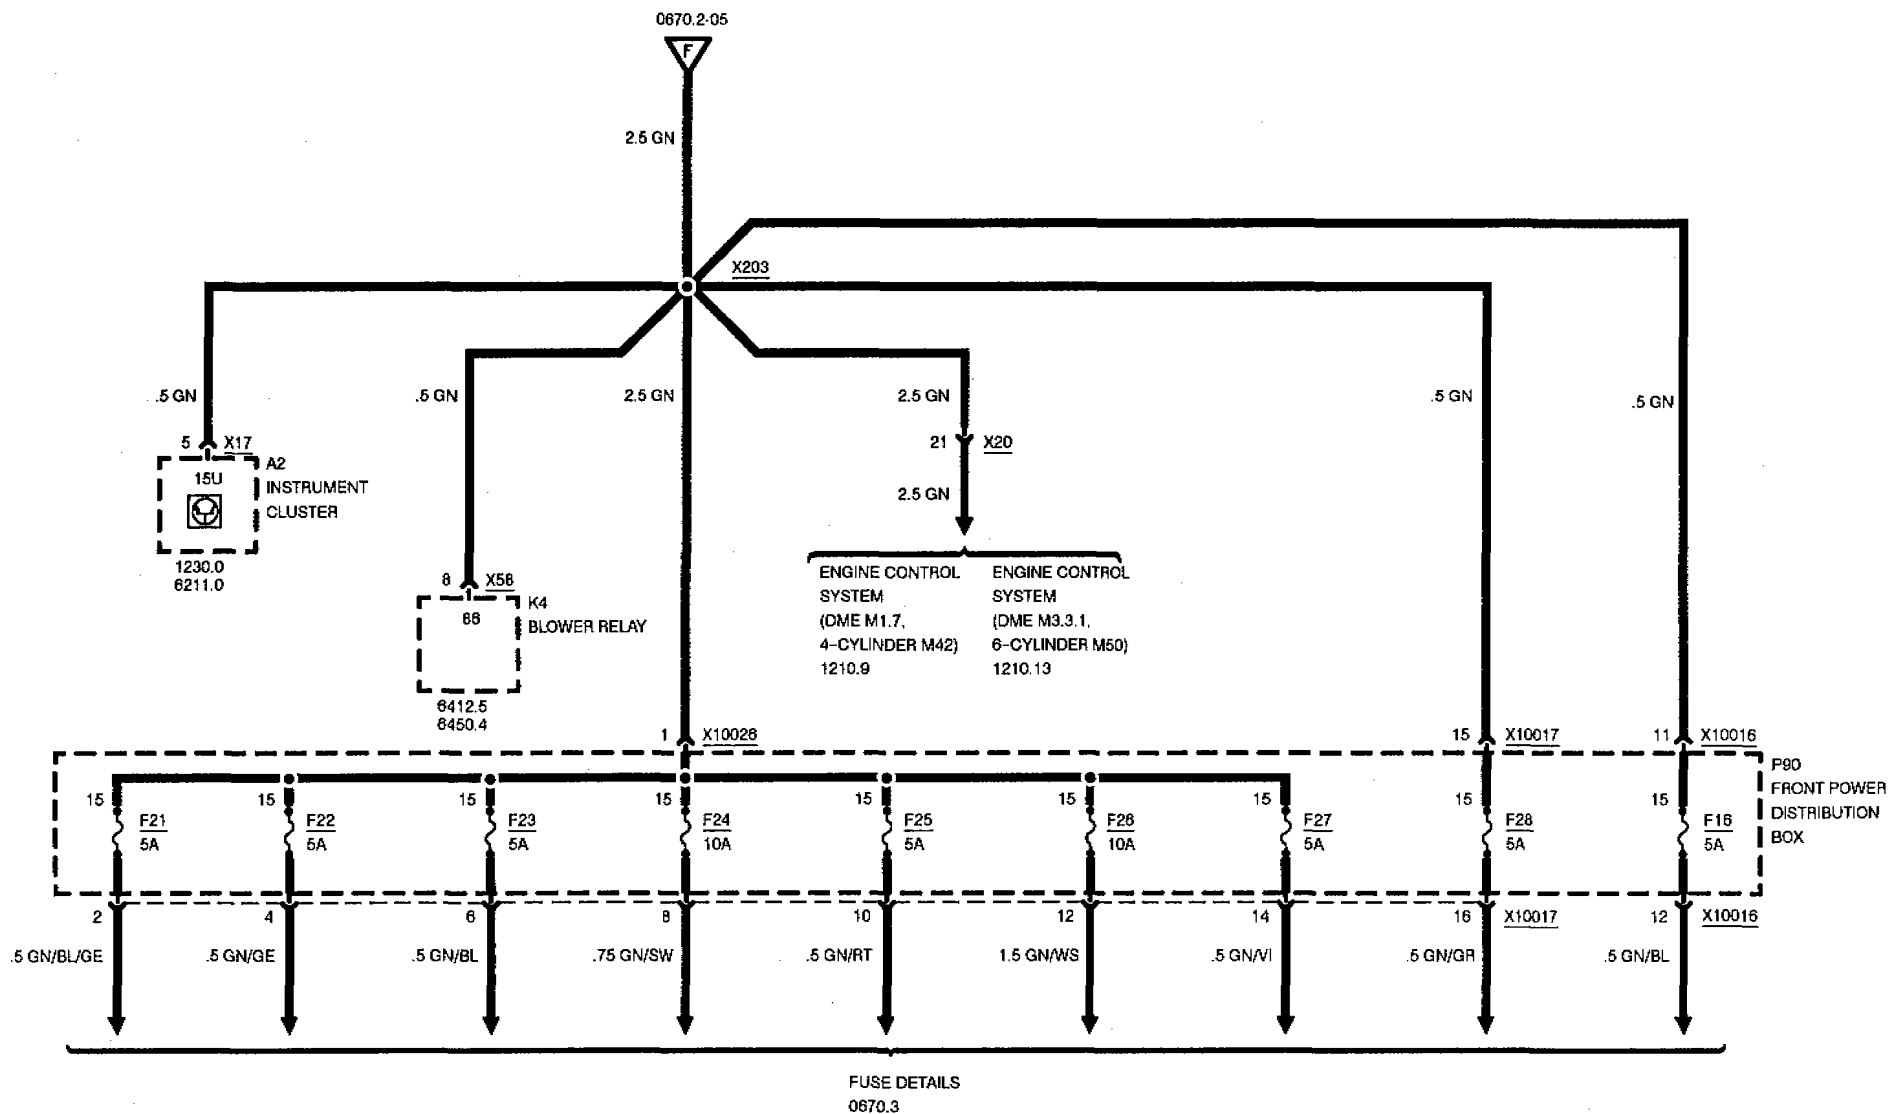 0670.2-05
F
2.5 GN
X203
.5 GN
.5 GN
2.5 GN
2.5 GN
.5 GN
.5 GN
5 X17
21 X20
A2
INSTRUMENT
CLUSTER
15U
2.5 GN
1230.0
6211.0
8 X58
K4
BLOWER RELAY
86
6412.5
6450.4
ENGINE CONTROL
SYSTEM
(DME M1.7,
4-CYLINDER M42)
1210.9
ENGINE CONTROL
SYSTEM
(DME M3.3.1,
6-CYLINDER M50)
1210.13
1 X10026
15 X10017
11 X10016
P90
FRONT POWER
DISTRIBUTION
BOX
15 15 15 15 15 15 15 15 15
F21 F22 F23 F24 F25 F26 F27 F28 F16
5A 5A 5A 10A 5A 10A 5A 5A 5A
2 4 6 8 10 12 14 16 X10017 12 X10016
.5 GN/BL/GE .5 GN/GE .5 GN/BL .75 GN/SW .5 GN/RT 1.5 GN/WS .5 GN/VI .5 GN/GR .5 GN/BL
FUSE DETAILS
0670.3